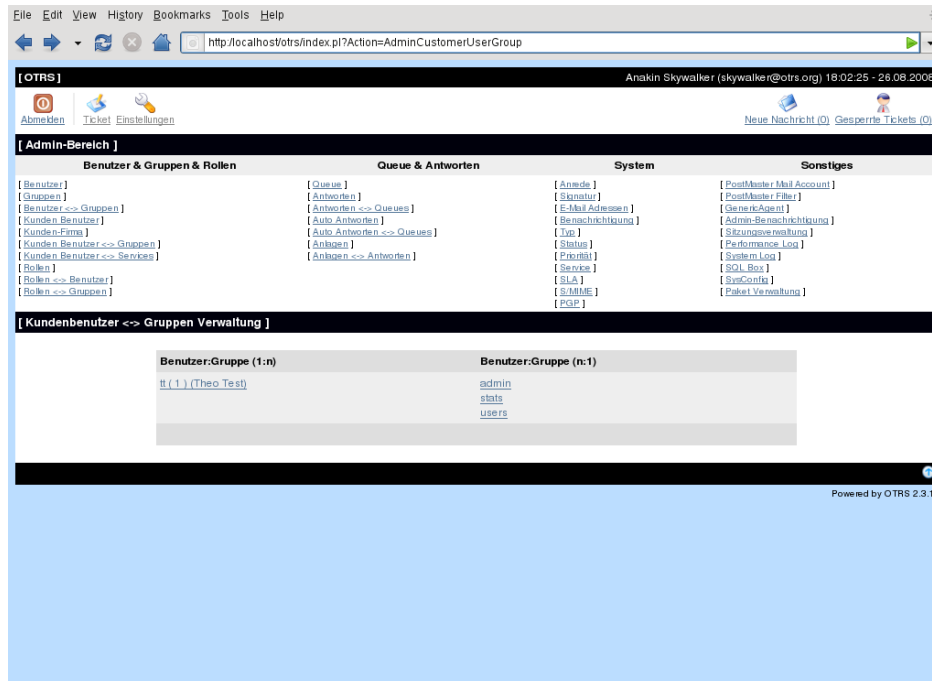 File Edit View History Bookmarks Tools Help
http://localhost/otrs/index.pl?Action=AdminCustomerUserGroup
[ OTRS ] Anakin Skywalker (skywalker@otrs.org) 18:02:25 - 26.08.2008
Abmelden Ticket Einstellungen Neue Nachricht (0) Gesperrte Tickets (0)
[ Admin-Bereich ]
Benutzer & Gruppen & Rollen Queue & Antworten System Sonstiges
[ Benutzer ] [ Queue ] [ Anrede ] [ PostMaster Mail Account ]
[ Gruppen ] [ Antworten ] [ Signatur ] [ PostMaster Filter ]
[ Benutzer <-> Gruppen ] [ Antworten <-> Queues ] [ E-Mail Adressen ] [ GenericAgent ]
[ Kunden Benutzer ] [ Auto Antworten ] [ Benachrichtigung ] [ Admin-Benachrichtigung ]
[ Kunden-Firma ] [ Auto Antworten <-> Queues ] [ Typ ] [ Sitzungsverwaltung ]
[ Kunden Benutzer <-> Gruppen ] [ Anlagen ] [ Status ] [ Performance Log ]
[ Kunden Benutzer <-> Services ] [ Anlagen <-> Antworten ] [ Priorität ] [ System Log ]
[ Rollen ] [ Service ] [ SQL Box ]
[ Rollen <-> Benutzer ] [ SLA ] [ SysConfig ]
[ Rollen <-> Gruppen ] [ S/MIME ] [ Paket Verwaltung ]
[ PGP ]
[ Kundenbenutzer <-> Gruppen Verwaltung ]
Benutzer:Gruppe (1:n) Benutzer:Gruppe (n:1)
tt ( 1 ) (Theo Test) admin
stats
users
Powered by OTRS 2.3.1